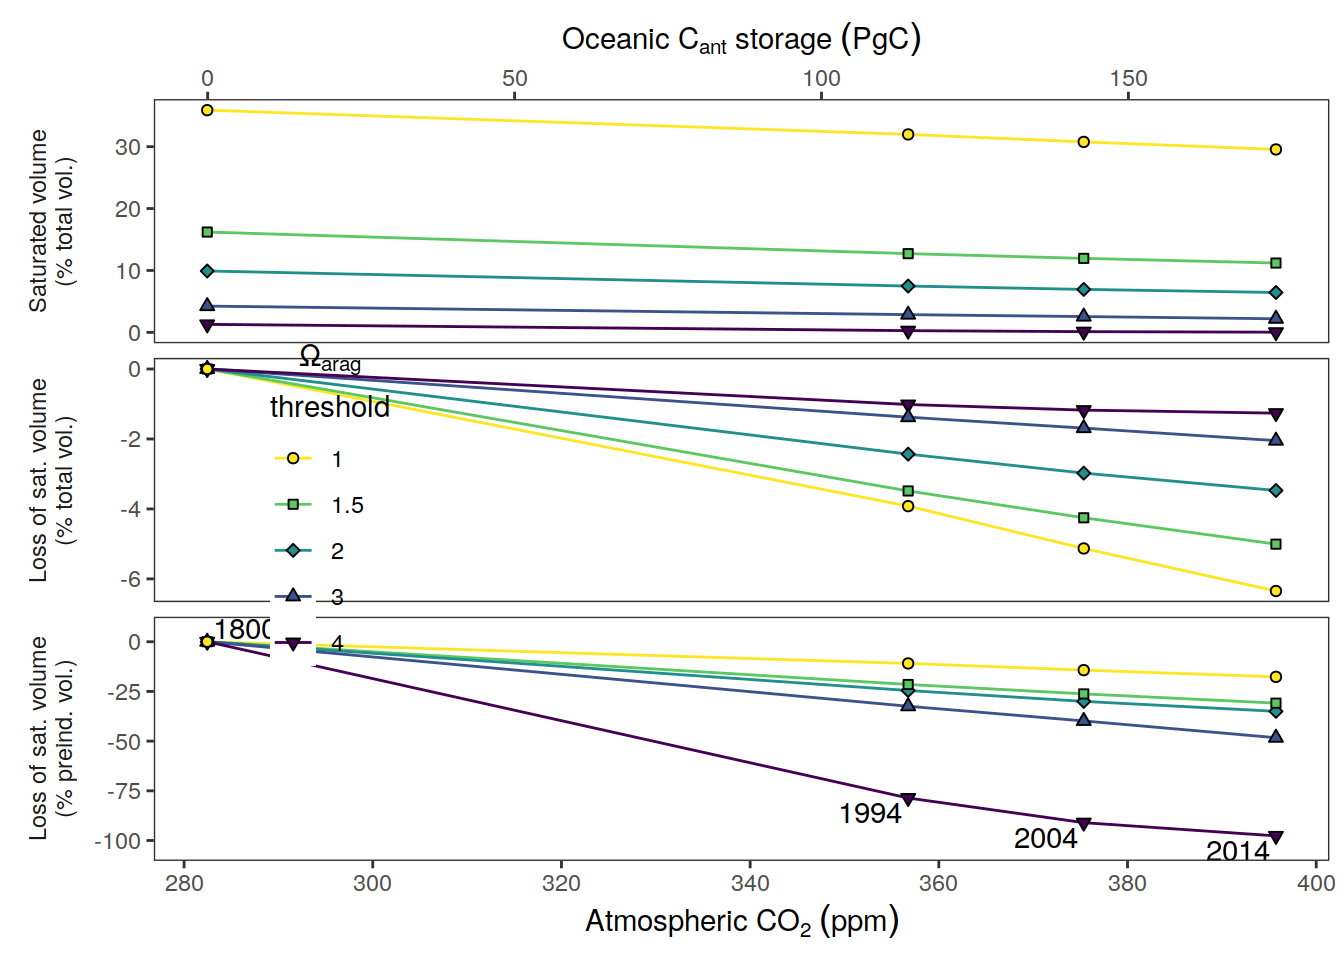 Oceanic Cant storage (PgC)
0 50 100 150
Saturated volume
(% total vol.)
30
20
10
0
Loss of sat. volume
(% total vol.)
0
-2
-4
-6
Ωarag
threshold
1
1.5
2
3
4
Loss of sat. volume
(% preInd. vol.)
0
-25
-50
-75
-100
1800
1994
2004
2014
280 300 320 340 360 380 400
Atmospheric CO2 (ppm)